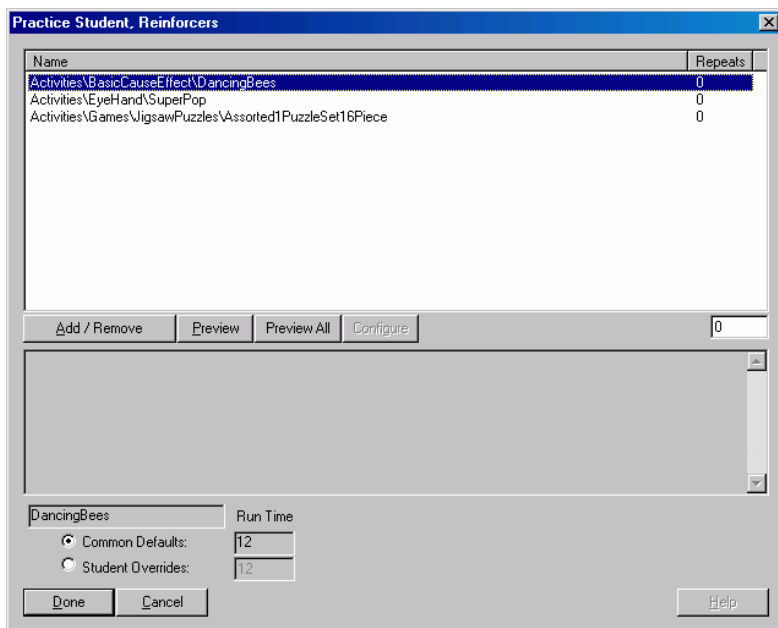 Practice Student, Reinforcers
Name Repeats
Activities\BasicCauseEffect\DancingBees 0
Activities\EyeHand\SuperPop 0
Activities\Games\JigsawPuzzles\Assorted1PuzzleSet16Piece 0
Add / Remove Preview Preview All Configure 0
DancingBees Run Time
Common Defaults: 12
Student Overrides: 12
Done Cancel Help